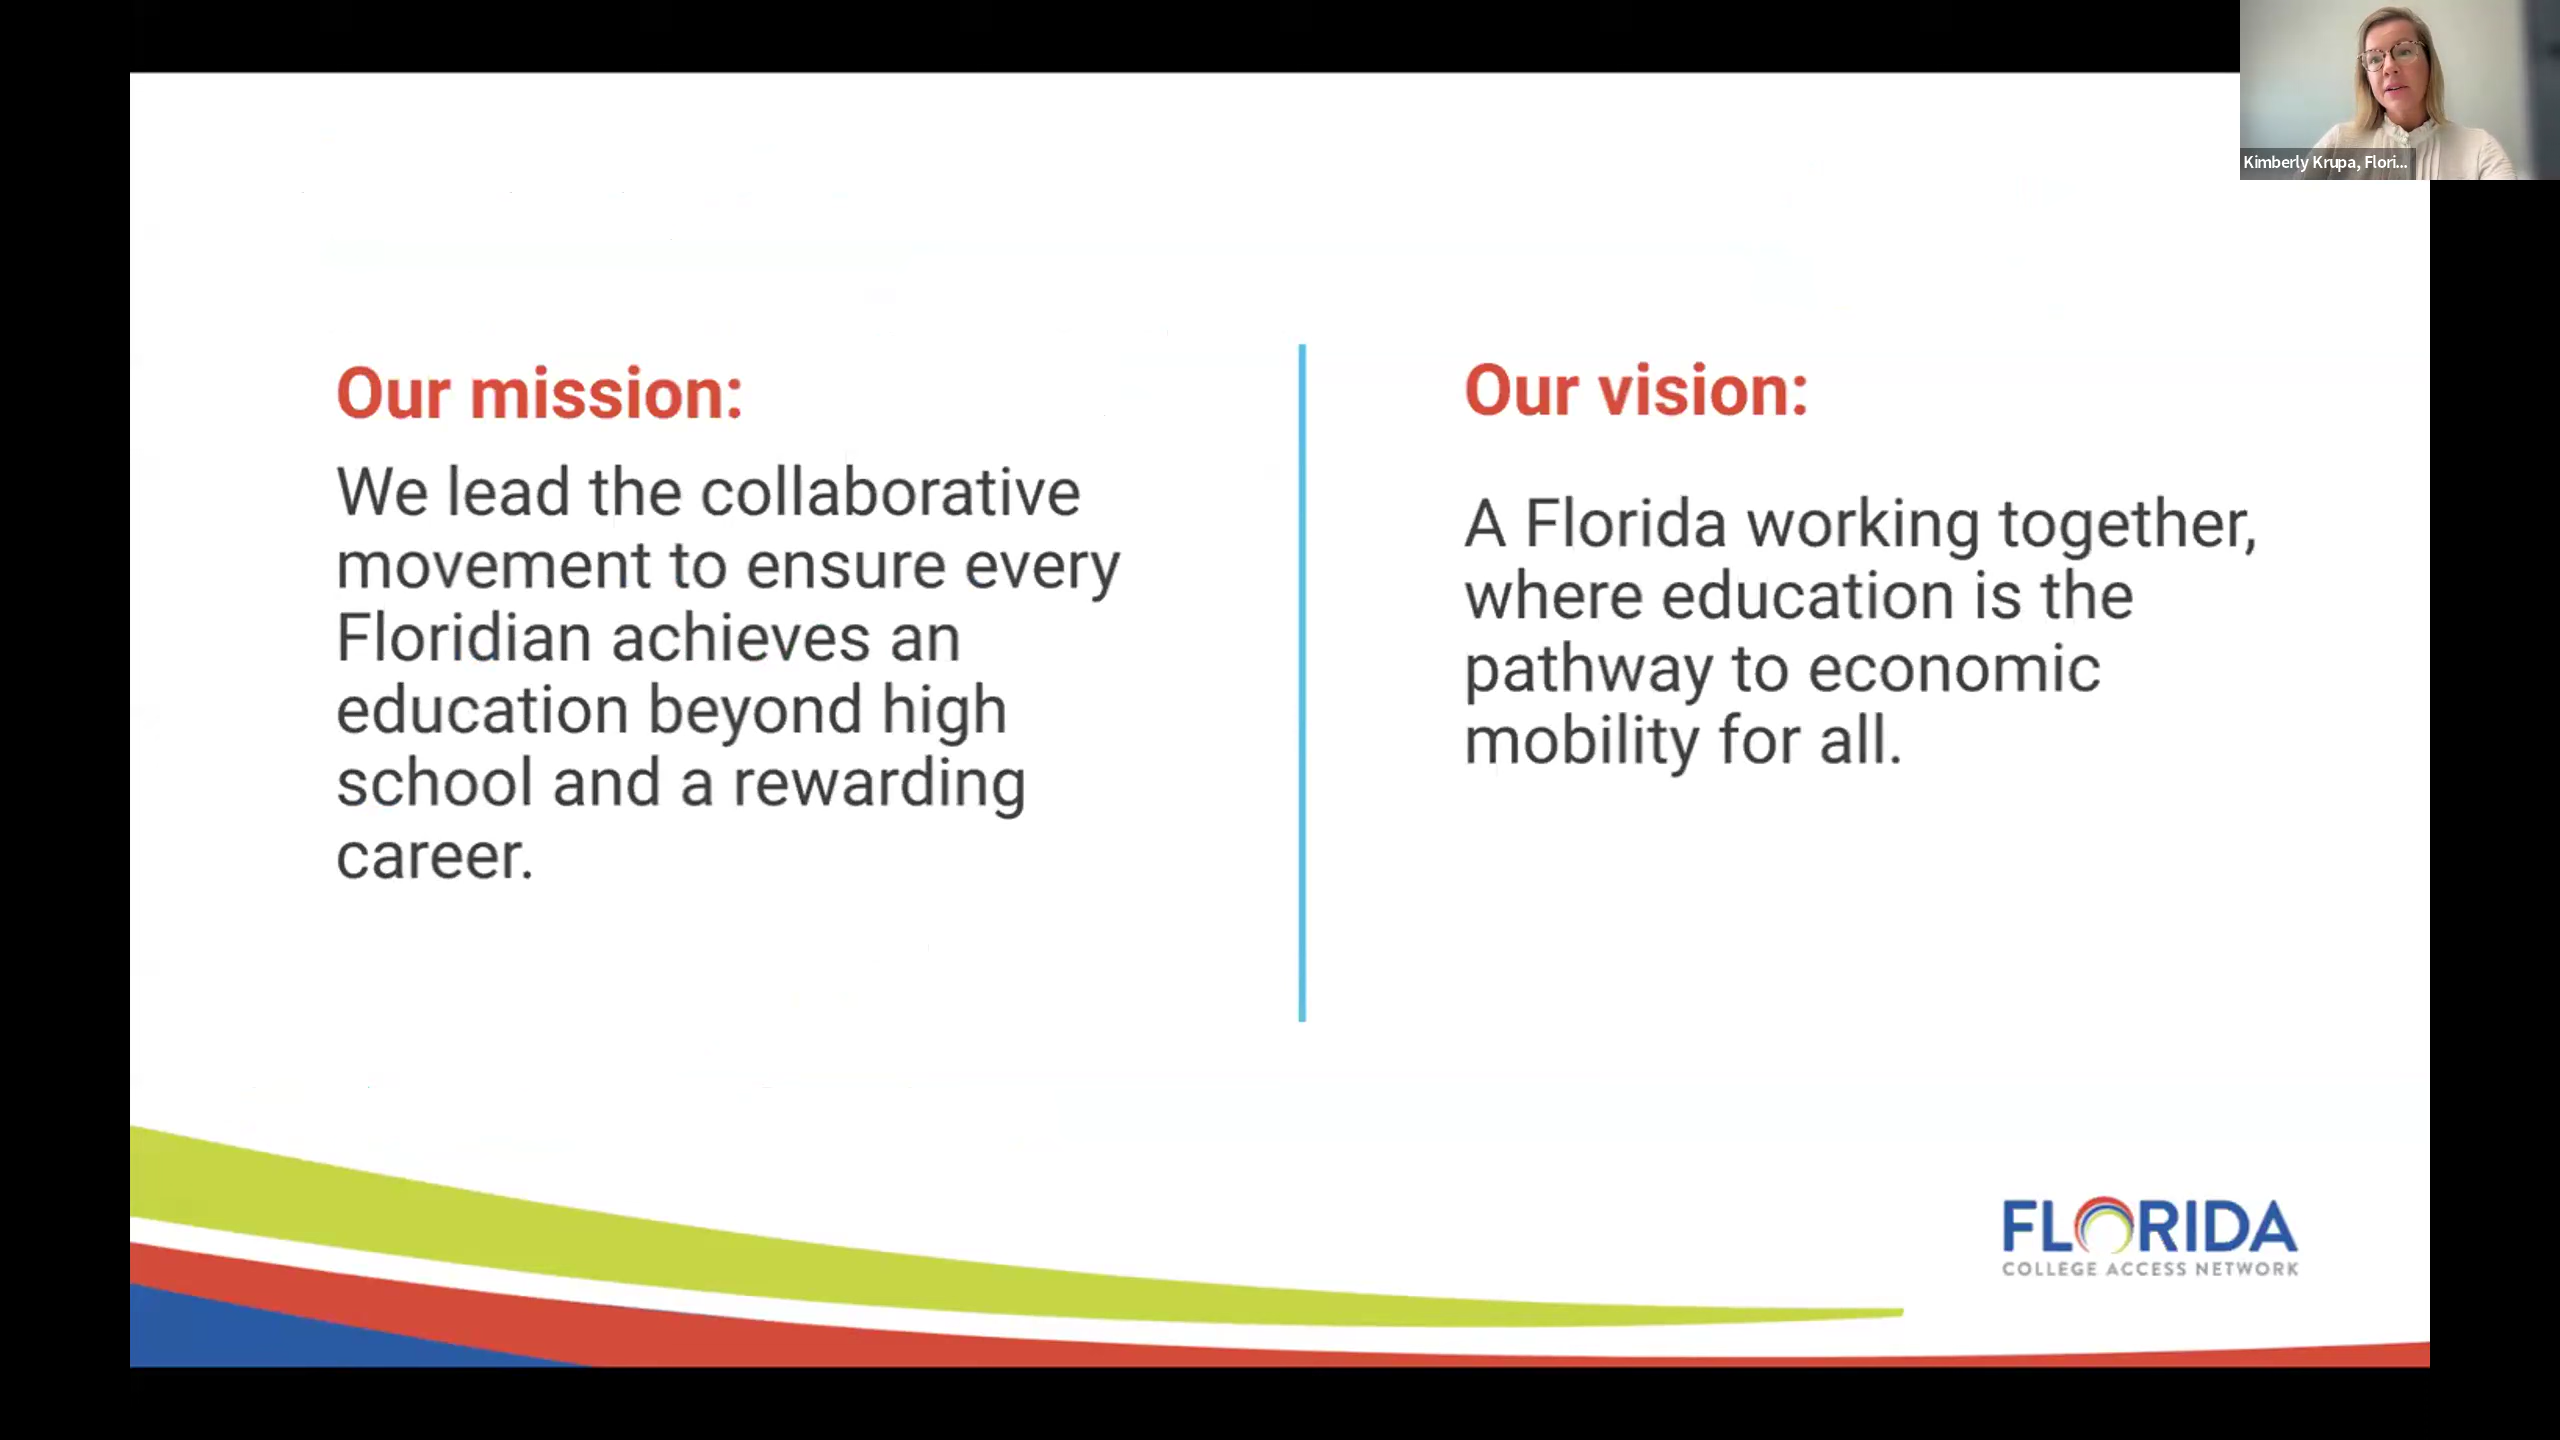 Kimberly Krupa, Flori...
Our mission:
We lead the collaborative
movement to ensure every
Floridian achieves an
education beyond high
school and a rewarding
career.
Our vision:
A Florida working together,
where education is the
pathway to economic
mobility for all.
FLORIDA
COLLEGE ACCESS NETWORK